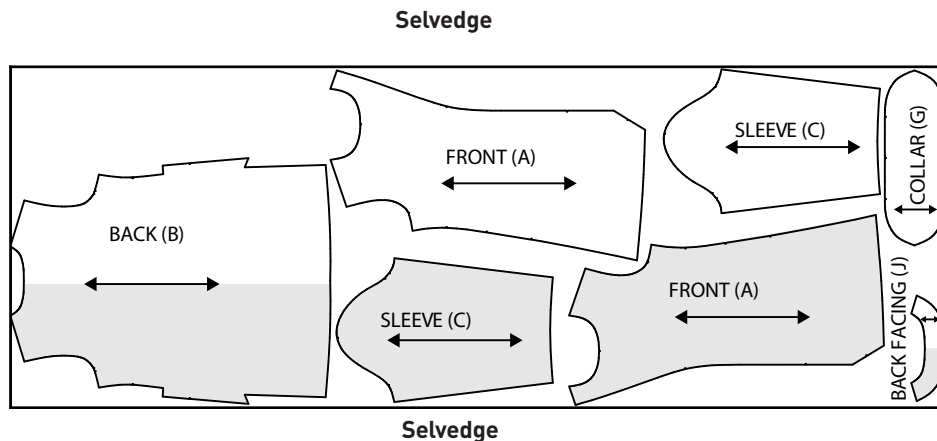 Selvedge
SLEEVE (C)
COLLAR (G)
FRONT (A)
BACK (B)
SLEEVE (C)
FRONT (A)
BACK FACING (J)
Selvedge